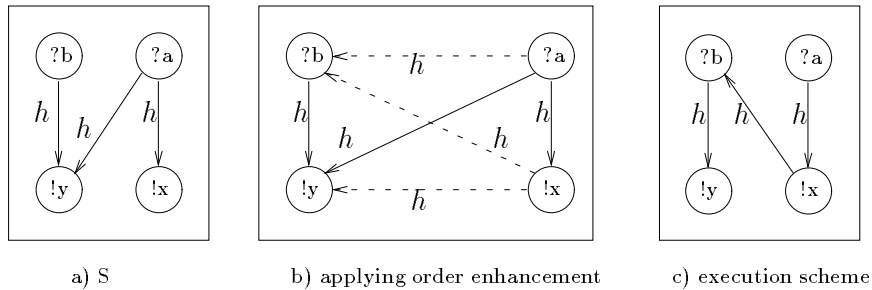 ?b ?a ?b ?a ?b ?a
h
h h h h h h h h h
!y !x !y !x !y !x
h
a) S b) applying order enhancement c) execution scheme